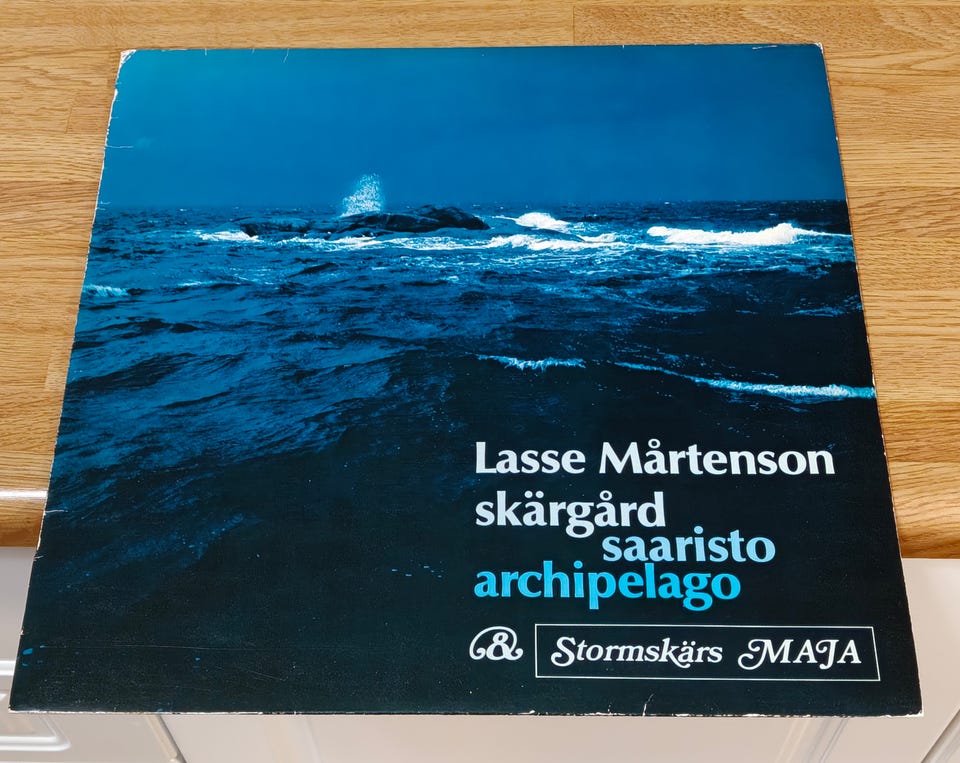 Lasse Mårtenson
skärgård
saaristo
archipelago
& Stormskärs MAJA